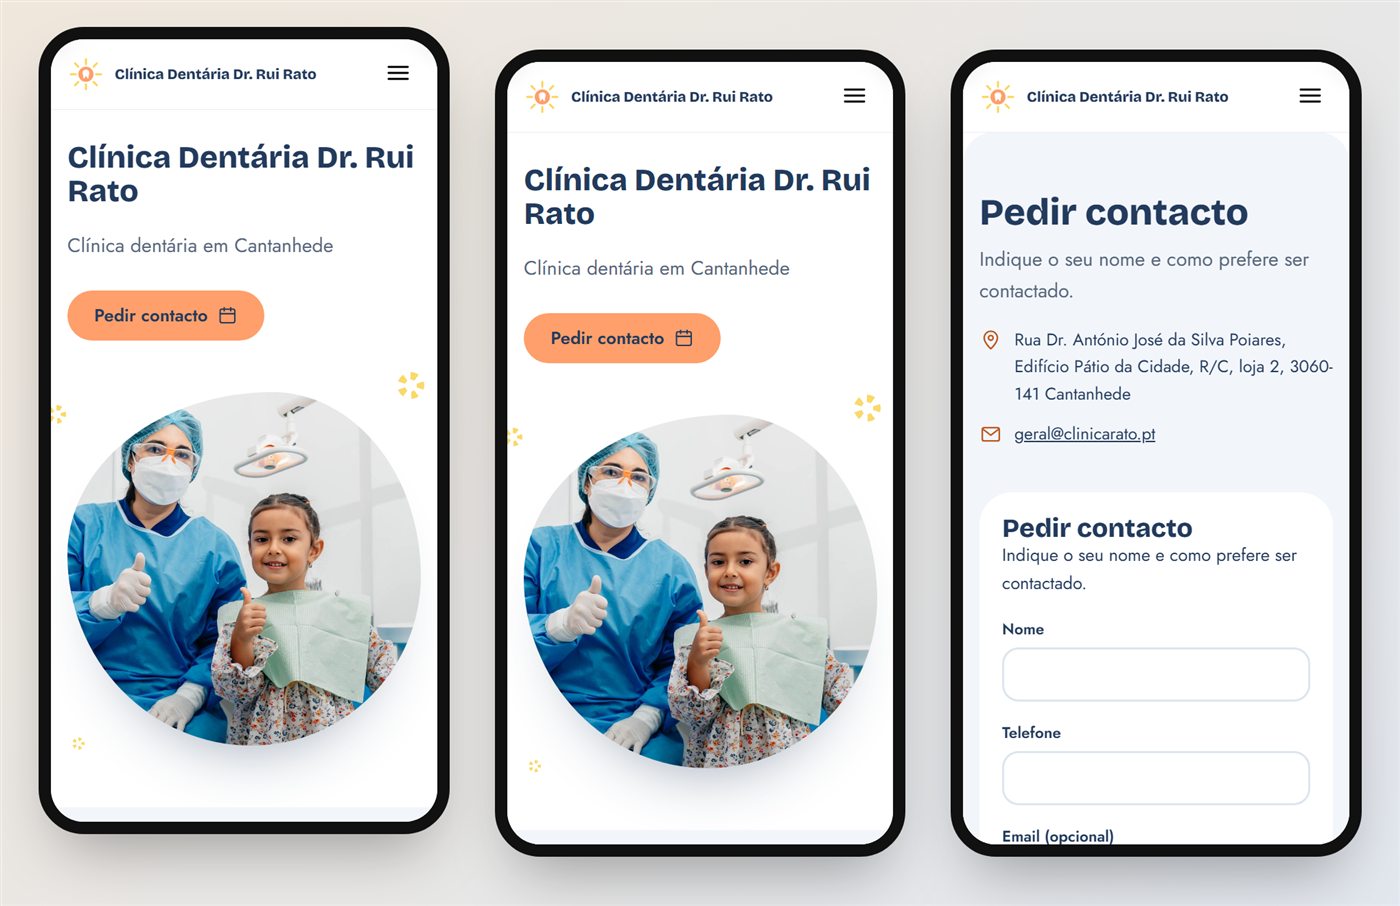 Clínica Dentária Dr. Rui Rato
Clínica Dentária Dr. Rui
Rato
Clínica dentária em Cantanhede
Pedir contacto
Clínica Dentária Dr. Rui Rato
Clínica Dentária Dr. Rui
Rato
Clínica dentária em Cantanhede
Pedir contacto
Clínica Dentária Dr. Rui Rato
Pedir contacto
Indique o seu nome e como prefere ser
contactado.
Rua Dr. António José da Silva Poiares,
Edifício Pátio da Cidade, R/C, loja 2, 3060-
141 Cantanhede
geral@clinicarato.pt
Pedir contacto
Indique o seu nome e como prefere ser
contactado.
Nome
Telefone
Email (opcional)